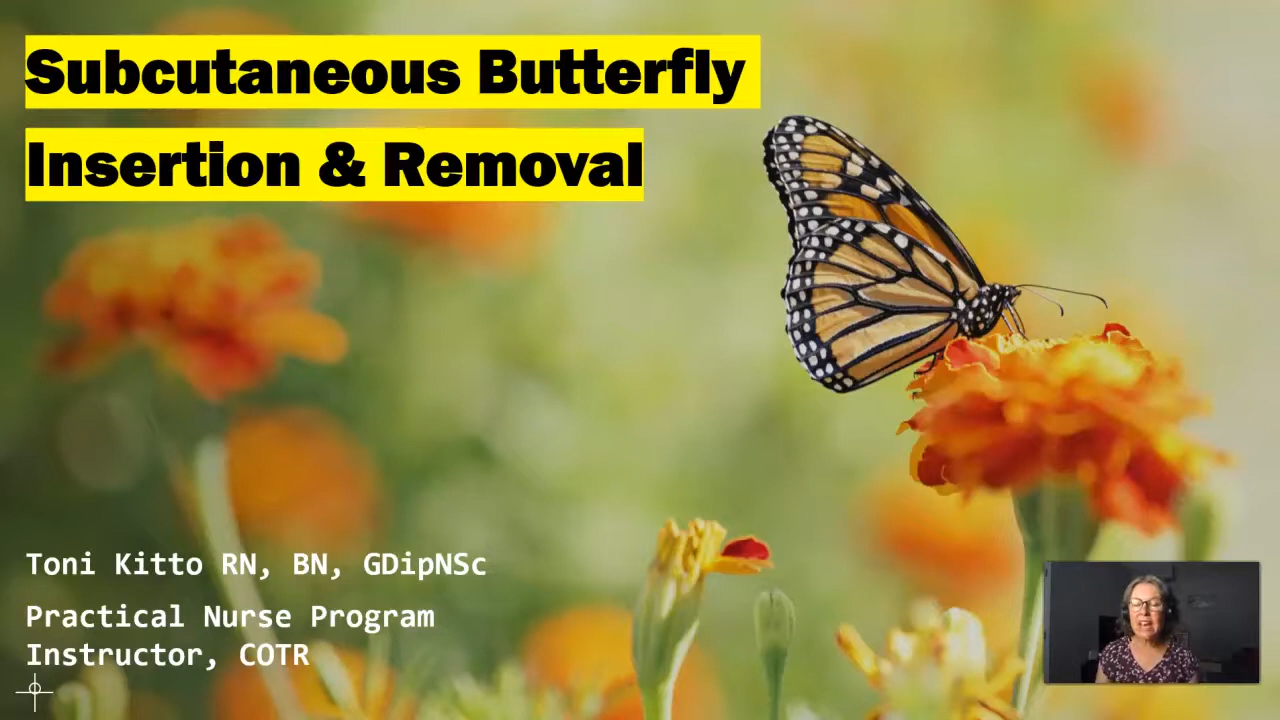 Subcutaneous Butterfly
Insertion & Removal
Toni Kitto RN, BN, GDipNSc
Practical Nurse Program
Instructor, COTR